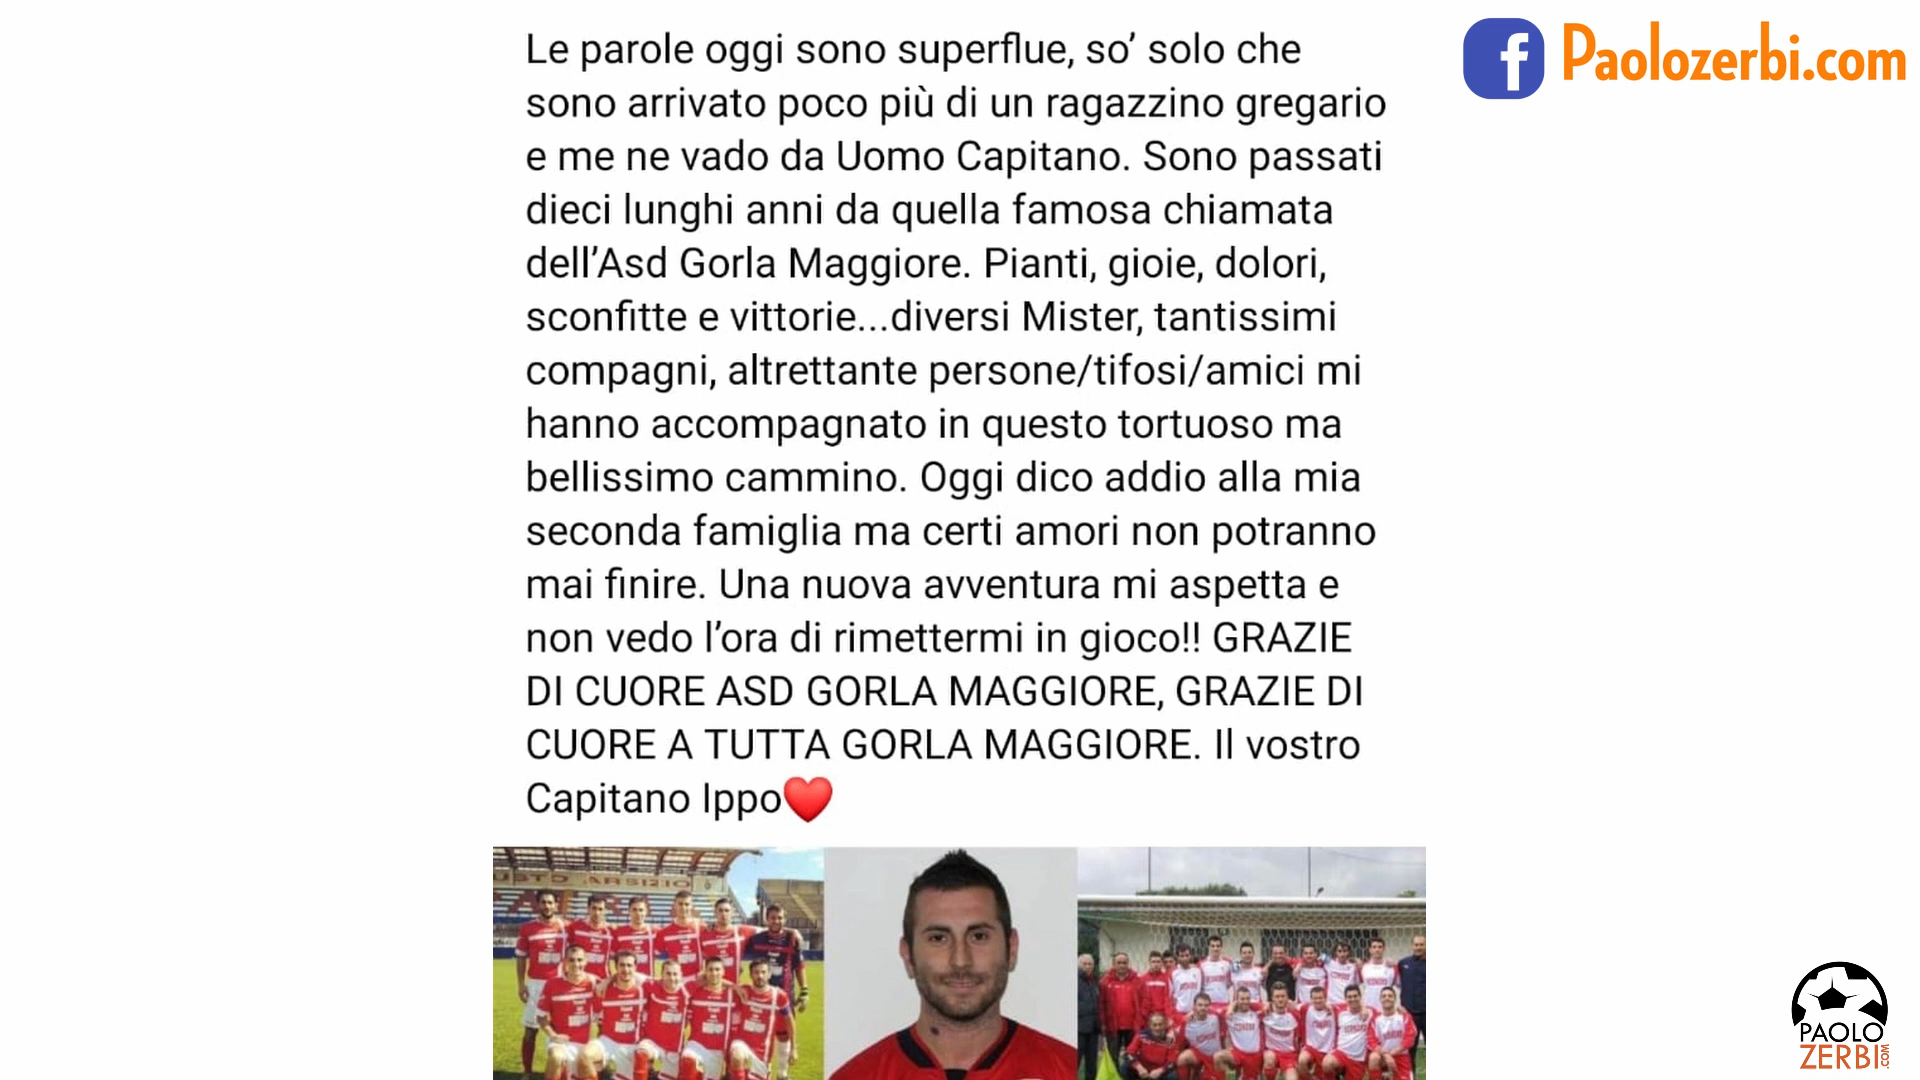 Le parole oggi sono superflue, so’ solo che
sono arrivato poco più di un ragazzino gregario
e me ne vado da Uomo Capitano. Sono passati
dieci lunghi anni da quella famosa chiamata
dell’Asd Gorla Maggiore. Pianti, gioie, dolori,
sconfitte e vittorie...diversi Mister, tantissimi
compagni, altrettante persone/tifosi/amici mi
hanno accompagnato in questo tortuoso ma
bellissimo cammino. Oggi dico addio alla mia
seconda famiglia ma certi amori non potranno
mai finire. Una nuova avventura mi aspetta e
non vedo l’ora di rimettermi in gioco!! GRAZIE
DI CUORE ASD GORLA MAGGIORE, GRAZIE DI
CUORE A TUTTA GORLA MAGGIORE. Il vostro
Capitano Ippo❤️
f Paolozerbi.com
PAOLO
ZERBI.COM